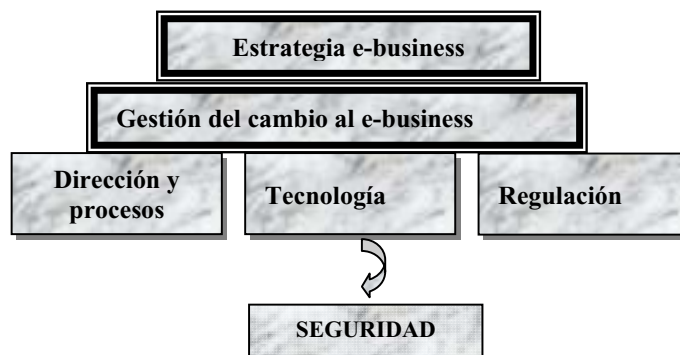 Estrategia e-business
Gestión del cambio al e-business
Dirección y
procesos
Tecnología
Regulación
SEGURIDAD